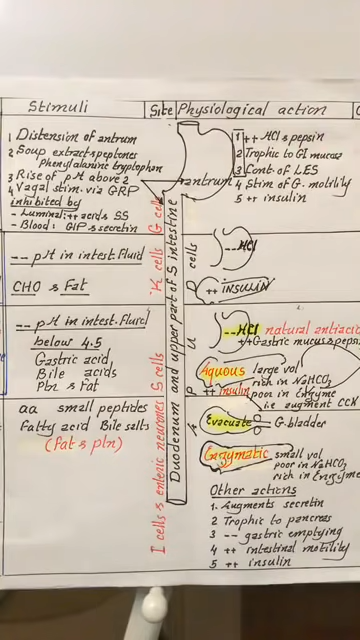 Stimuli
Site
Physiological action
1 Distension of antrum
2 Soup extracts peptones
Phenylalanine tryptophan
3 Rise of pH above 2
4 Vagal stim. via GRP
inhibited by
- Luminal: ++ acids SS
- Blood: GIP & secretin
G cells
antrum
1 ++ HCl & pepsin
2 Trophic to GI mucosa
3 Cont. of LES
4 Stim of G. motility
5 ++ insulin
-- pH in intest. Fluid
CHO & Fat
K cells
-- HCl
++ INSULIN
-- pH in intest. Fluid
below 4.5
Gastric acid
Bile acids
Ptn & Fat
S cells
Duodenum and upper part of S intestine
-- HCl natural antiacid
++ Gastric mucus & pepsi
Aquous large vol
rich in NaHCO3
++ insulin poor in Enzyme
i.e augment CCK
aa small peptides
Fatty acid Bile salts
(Fat & ptn)
I cells & enteric neurones
Evacuate G-bladder
Enzymatic small vol
poor in NaHCO3
rich in Enzyme
Other actions
1. Augments secretin
2 Trophic to pancreas
3 -- gastric emptying
4 ++ intestinal motility
5 ++ insulin